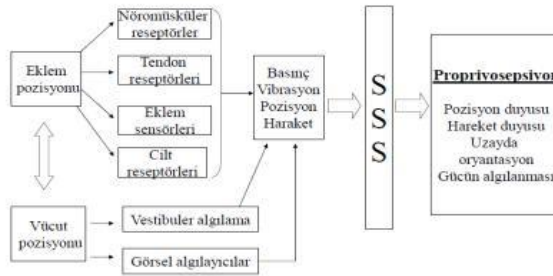 Eklem
pozisyonu
Nöromüsküler
reseptörler
Tendon
reseptörleri
Eklem
sensörleri
Cilt
reseptörleri
Vücut
pozisyonu
Vestibuler algılama
Görsel algılayıcılar
Basınç
Vibrasyon
Pozisyon
Haraket
S
S
S
Proprivosepsiyon
Pozisyon duyusu
Hareket duyusu
Uzayda
oryantasyon
Gücün algılanması